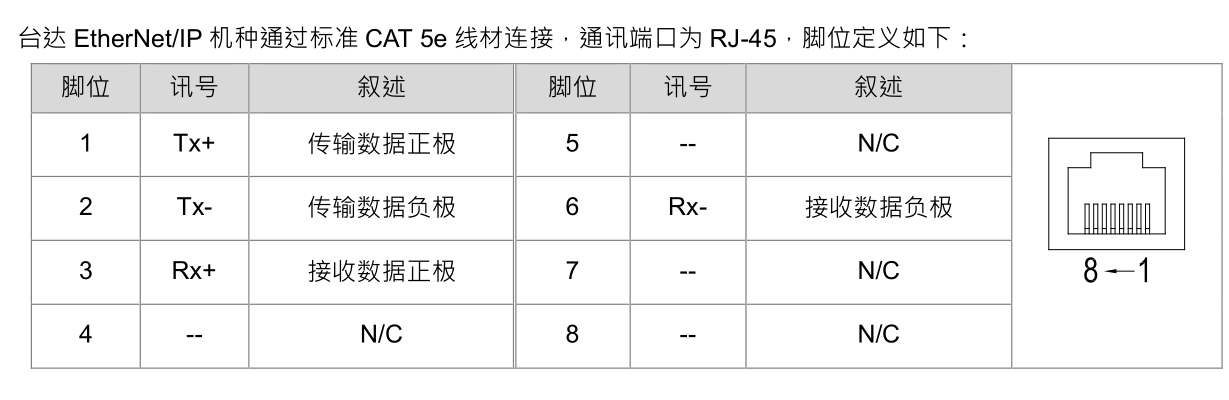 台达 EtherNet/IP 机种通过标准 CAT 5e 线材连接，通讯端口为 RJ-45，脚位定义如下：
脚位 讯号 叙述 脚位 讯号 叙述
1 Tx+ 传输数据正极 5 -- N/C
2 Tx- 传输数据负极 6 Rx- 接收数据负极
3 Rx+ 接收数据正极 7 -- N/C
4 -- N/C 8 -- N/C
8←1